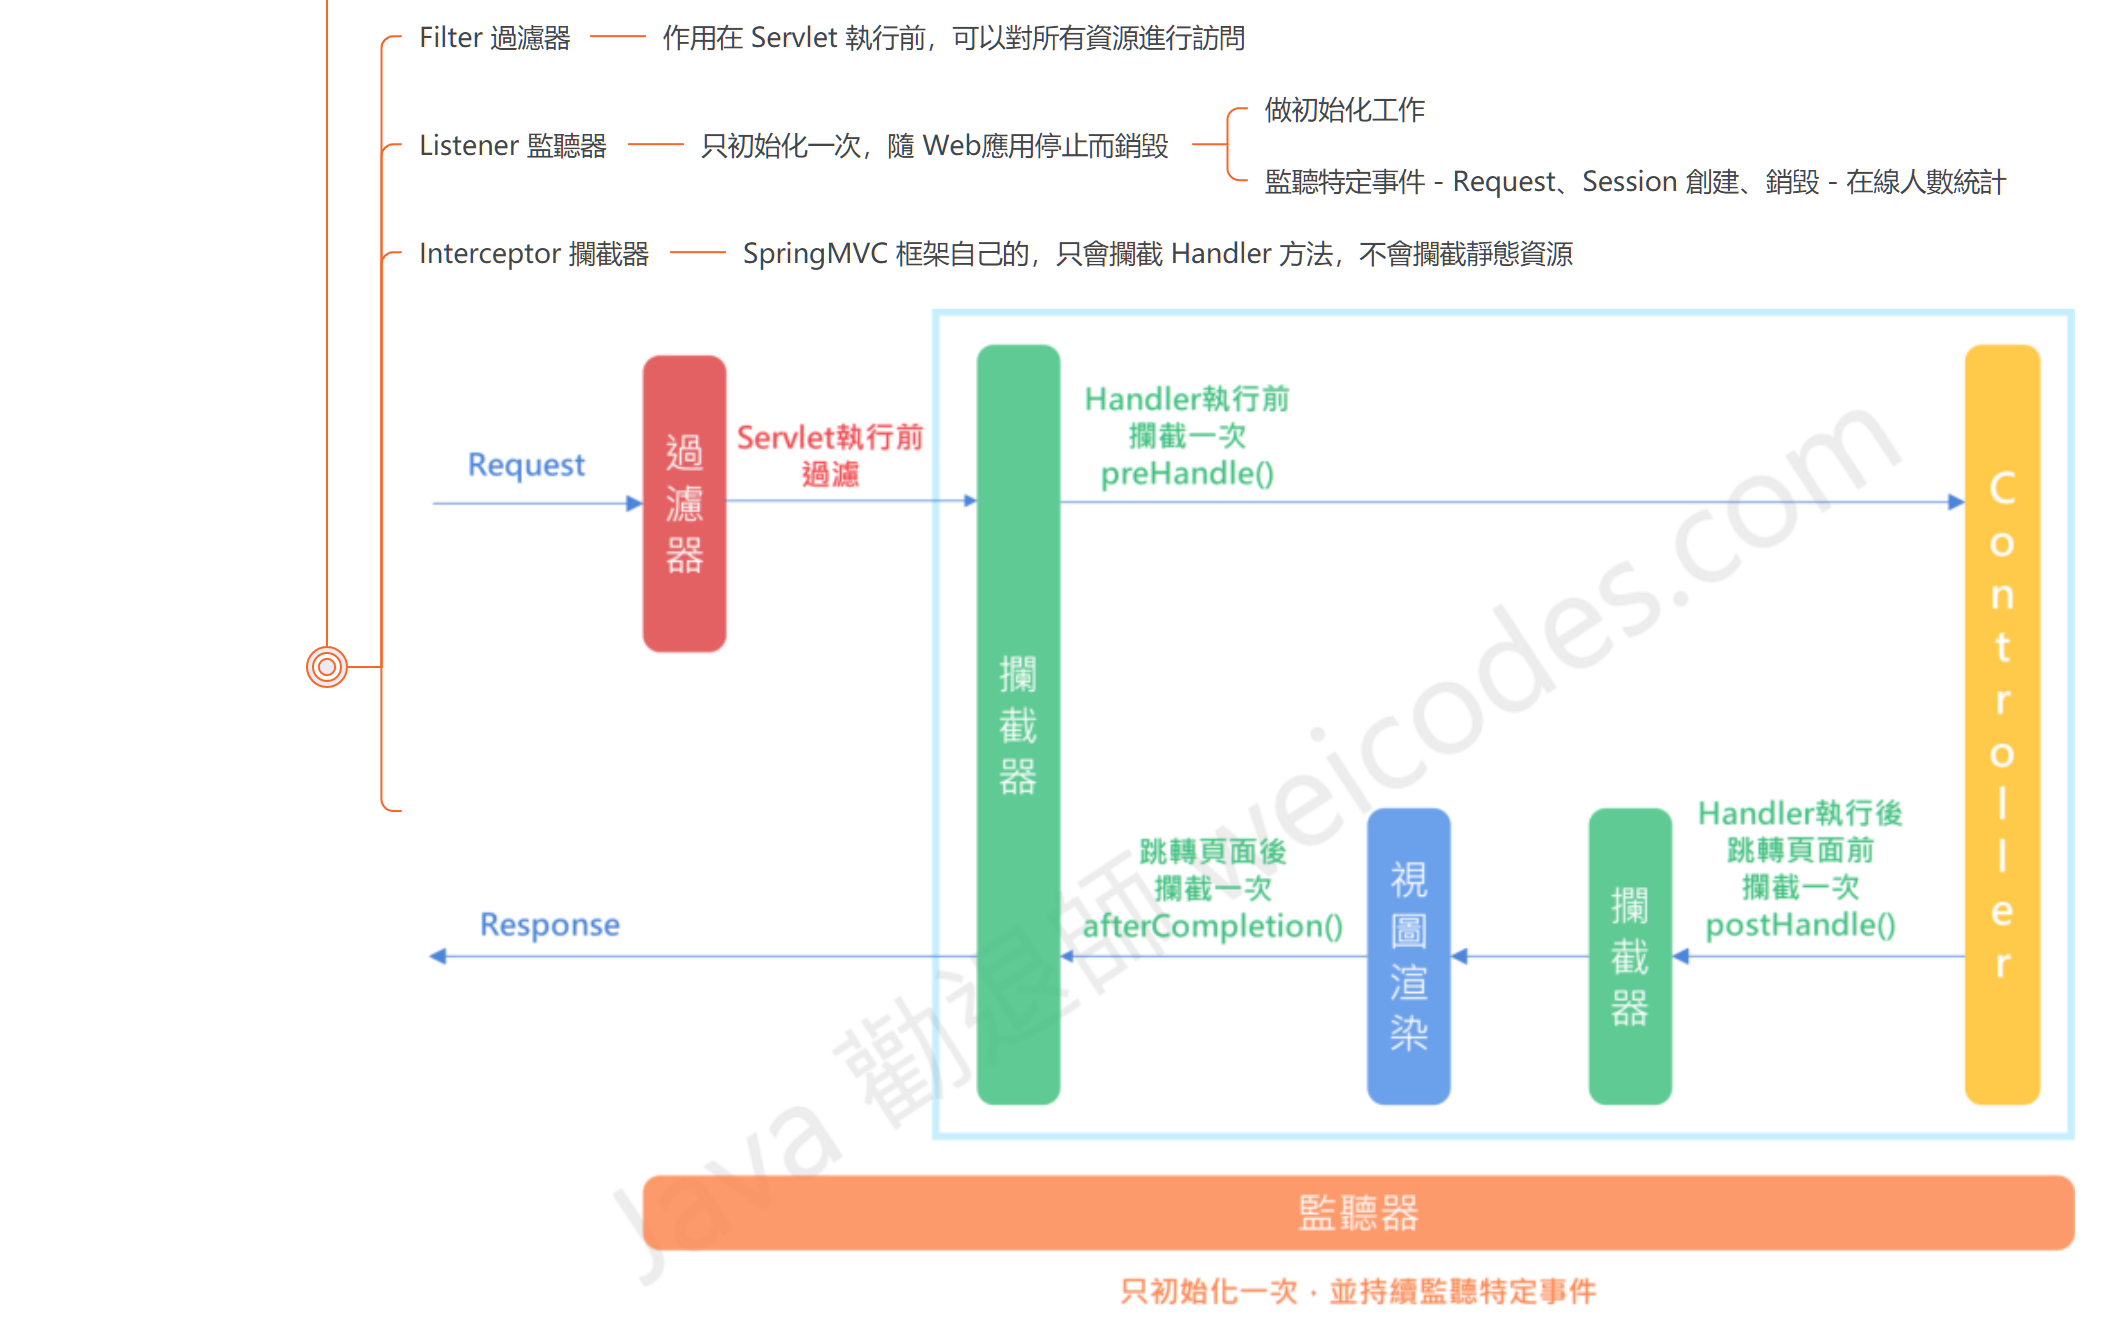 Filter 過濾器
作用在 Servlet 執行前，可以對所有資源進行訪問
Listener 監聽器
只初始化一次，隨 Web應用停止而銷毀
做初始化工作
監聽特定事件 - Request、Session 創建、銷毀 - 在線人數統計
Interceptor 攔截器
SpringMVC 框架自己的，只會攔截 Handler 方法，不會攔截靜態資源
Request
過濾器
Servlet執行前
過濾
攔截器
Handler執行前
攔截一次
preHandle()
Controller
Handler執行後
跳轉頁面前
攔截一次
postHandle()
攔截器
視圖渲染
跳轉頁面後
攔截一次
afterCompletion()
Response
監聽器
只初始化一次，並持續監聽特定事件
Java 勸退師 weicodes.com